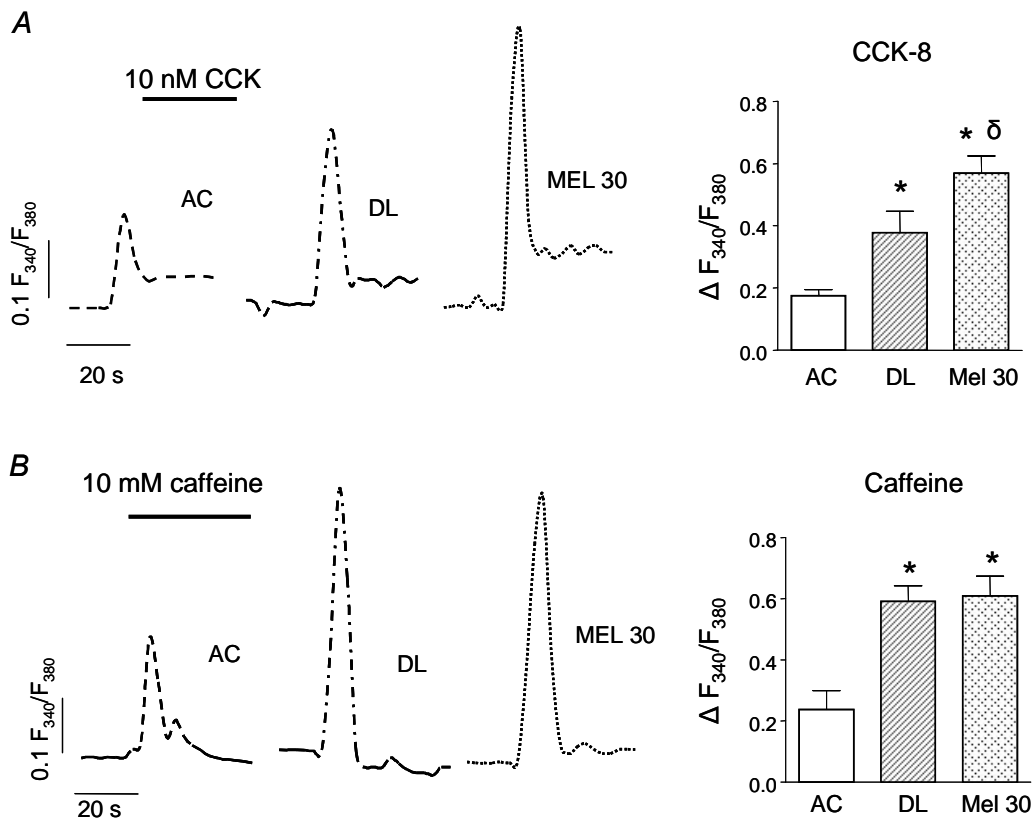 A
10 nM CCK
AC
DL
MEL 30
0.1 F340/F380
20 s
CCK-8
Δ F340/F380
0.8
0.6
0.4
0.2
0.0
*
* δ
AC DL Mel 30
B
10 mM caffeine
AC
DL
MEL 30
0.1 F340/F380
20 s
Caffeine
Δ F340/F380
0.8
0.6
0.4
0.2
0.0
*
*
AC DL Mel 30